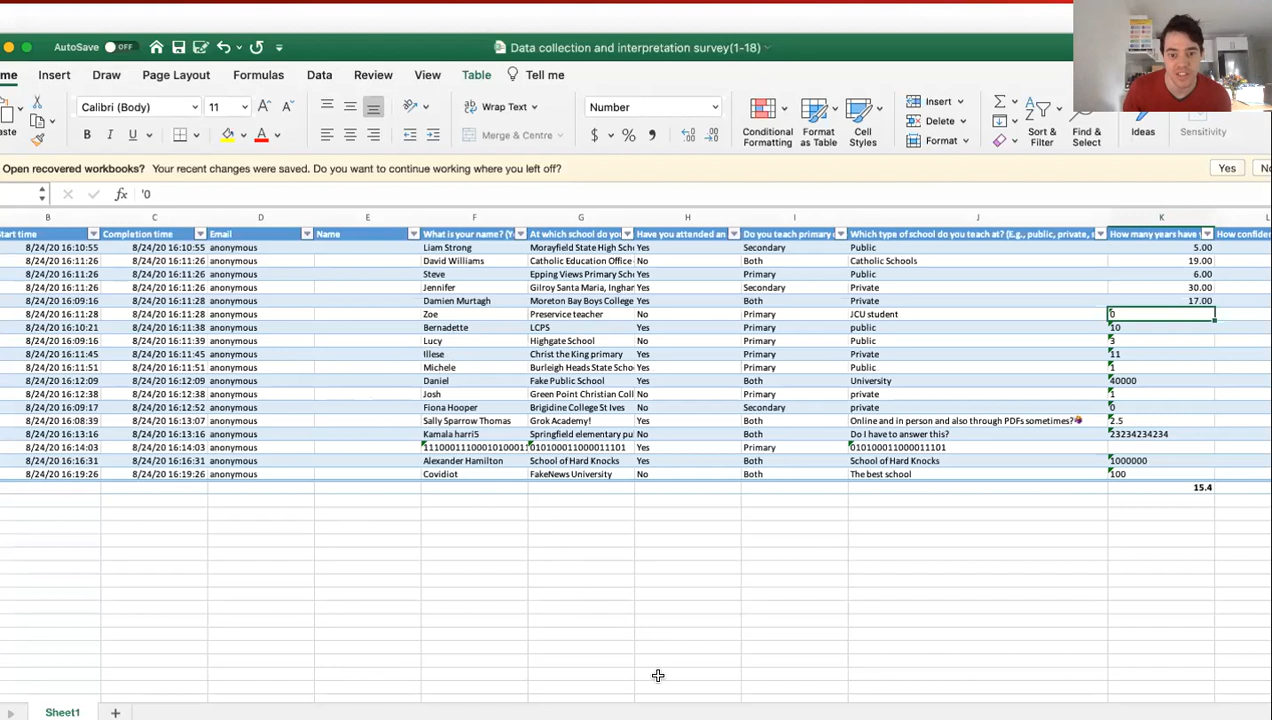 AutoSave OFF Data collection and interpretation survey(1-18)
me Insert Draw Page Layout Formulas Data Review View Table Tell me
Calibri (Body) 11 Wrap Text Number Insert
B I U Merge & Centre $ % Conditional Formatting Format as Table Cell Styles Delete Format Sort & Filter Find & Select Ideas Sensitivity
Open recovered workbooks? Your recent changes were saved. Do you want to continue working where you left off? Yes
fx '0
B C D E F G H I J K L
tart time Completion time Email Name What is your name? (Y At which school do you Have you attended an Do you teach primary Which type of school do you teach at? (E.g., public, private, s How many years have How confider
8/24/20 16:10:55 8/24/20 16:10:55 anonymous Liam Strong Morayfield State High Scho Yes Secondary Public 5.00
8/24/20 16:11:26 8/24/20 16:11:26 anonymous David Williams Catholic Education Office No Both Catholic Schools 19.00
8/24/20 16:11:26 8/24/20 16:11:26 anonymous Steve Epping Views Primary Sch Yes Primary Public 6.00
8/24/20 16:11:26 8/24/20 16:11:26 anonymous Jennifer Gilroy Santa Maria, Ingham Yes Secondary Private 30.00
8/24/20 16:09:16 8/24/20 16:11:28 anonymous Damien Murtagh Moreton Bay Boys College Yes Both Private 17.00
8/24/20 16:11:28 8/24/20 16:11:28 anonymous Zoe Preservice teacher No Primary JCU student 0
8/24/20 16:10:21 8/24/20 16:11:38 anonymous Bernadette LCPS Yes Primary public 10
8/24/20 16:09:16 8/24/20 16:11:39 anonymous Lucy Highgate School No Primary Public 3
8/24/20 16:11:45 8/24/20 16:11:45 anonymous Illese Christ the King primary Yes Primary Private 11
8/24/20 16:11:51 8/24/20 16:11:51 anonymous Michele Burleigh Heads State Scho Yes Primary Public 1
8/24/20 16:12:09 8/24/20 16:12:09 anonymous Daniel Fake Public School Yes Both University 40000
8/24/20 16:12:38 8/24/20 16:12:38 anonymous Josh Green Point Christian Coll No Primary private 1
8/24/20 16:09:17 8/24/20 16:12:52 anonymous Fiona Hooper Brigidine College St Ives No Secondary private 0
8/24/20 16:08:39 8/24/20 16:13:07 anonymous Sally Sparrow Thomas Grok Academy! Yes Both Online and in person and also through PDFs sometimes? 2.5
8/24/20 16:13:16 8/24/20 16:13:16 anonymous Kamala harri5 Springfield elementary pu No Both Do I have to answer this? 23234234234
8/24/20 16:14:03 8/24/20 16:14:03 anonymous 010100011000011101 Yes Primary 010100011000011101
8/24/20 16:16:31 8/24/20 16:16:31 anonymous Alexander Hamilton School of Hard Knocks Yes Both School of Hard Knocks 1000000
8/24/20 16:19:26 8/24/20 16:19:26 anonymous Covidiot FakeNews University No Both The best school 100
15.4
Sheet1